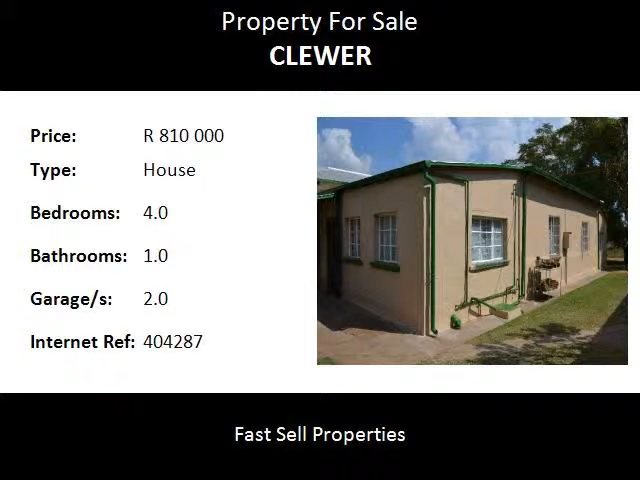 Property For Sale
CLEWER
Price: R 810 000
Type: House
Bedrooms: 4.0
Bathrooms: 1.0
Garage/s: 2.0
Internet Ref: 404287
Fast Sell Properties